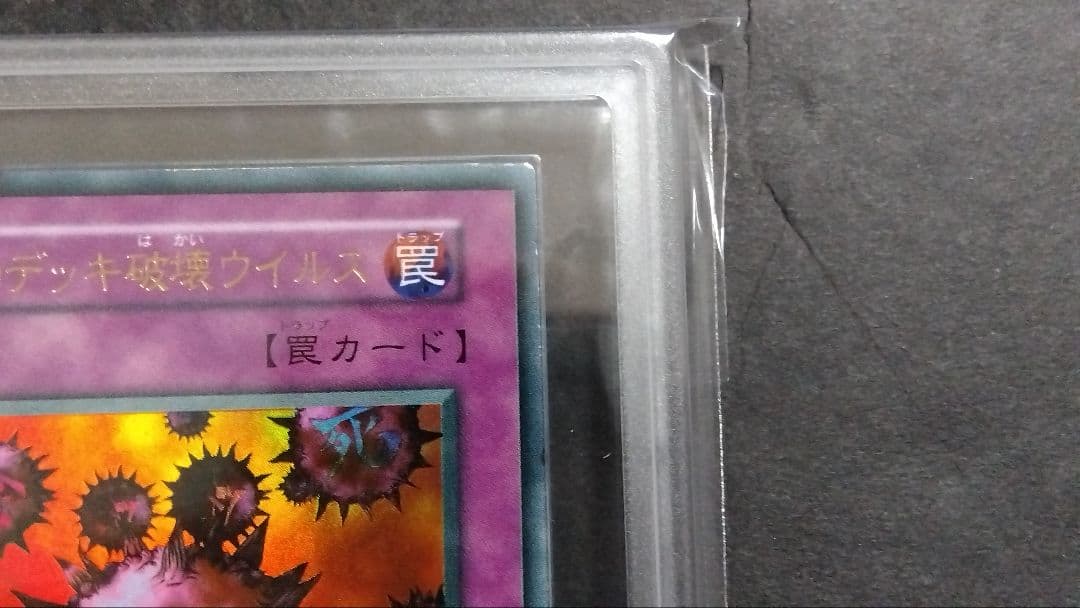 は かい
デッキ破壊ウイルス
トラップ
罠
トラップ
【罠カード】
死